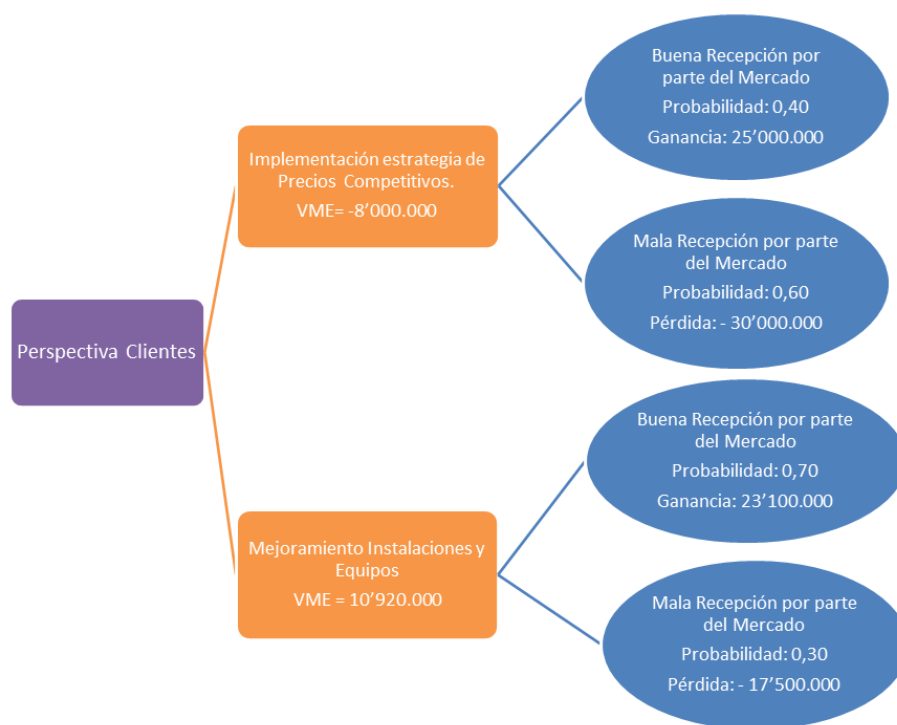 Perspectiva Clientes
Implementación estrategia de
Precios Competitivos.
VME= -8’000.000
Buena Recepción por
parte del Mercado
Probabilidad: 0,40
Ganancia: 25’000.000
Mala Recepción por parte
del Mercado
Probabilidad: 0,60
Pérdida: - 30’000.000
Mejoramiento Instalaciones y
Equipos
VME = 10’920.000
Buena Recepción por parte
del Mercado
Probabilidad: 0,70
Ganancia: 23’100.000
Mala Recepción por parte
del Mercado
Probabilidad: 0,30
Pérdida: - 17’500.000